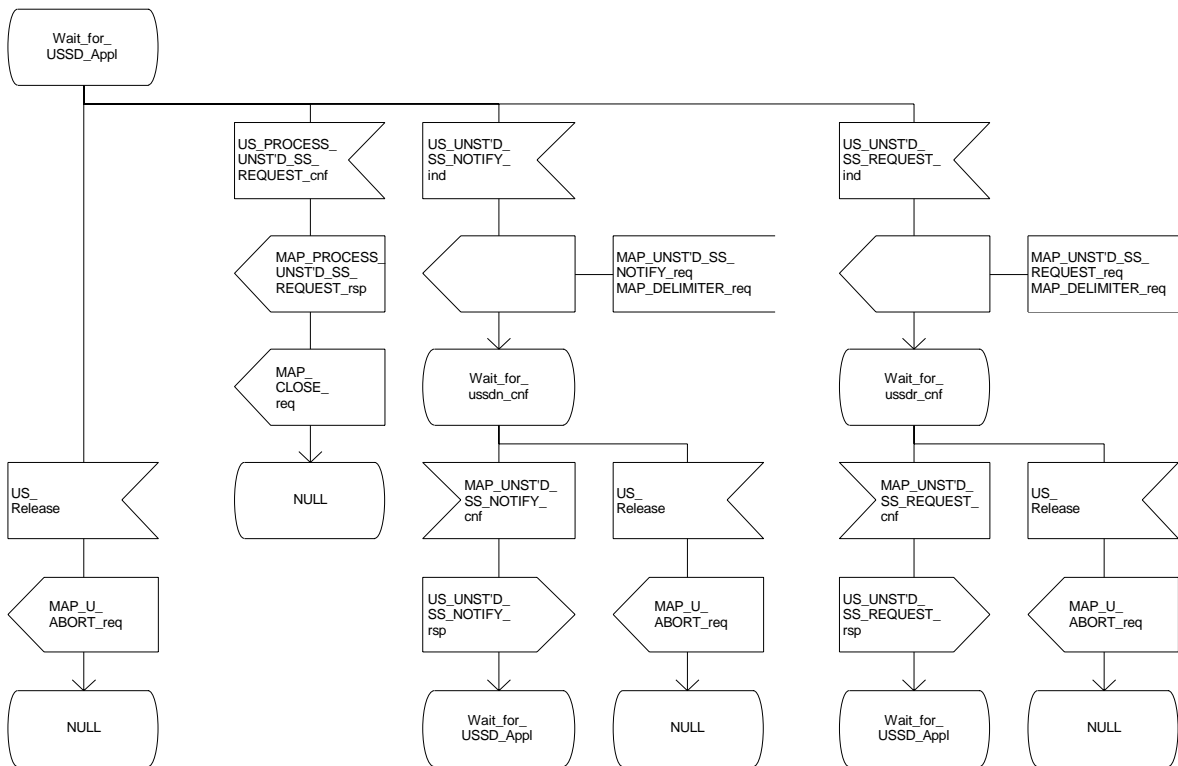 Wait_for_
USSD_Appl
US_PROCESS_
UNST'D_SS_
REQUEST_cnf
US_UNST'D_
SS_NOTIFY_
ind
US_UNST'D_
SS_REQUEST_
ind
MAP_PROCESS_
UNST'D_SS_
REQUEST_rsp
MAP_UNST'D_SS_
NOTIFY_req
MAP_DELIMITER_req
MAP_UNST'D_SS_
REQUEST_req
MAP_DELIMITER_req
MAP_
CLOSE_
req
Wait_for_
ussdn_cnf
Wait_for_
ussdr_cnf
US_
Release
NULL
MAP_UNST'D_
SS_NOTIFY_
cnf
US_
Release
MAP_UNST'D_
SS_REQUEST_
cnf
US_
Release
MAP_U_
ABORT_req
US_UNST'D_
SS_NOTIFY_
rsp
MAP_U_
ABORT_req
US_UNST'D_
SS_REQUEST_
rsp
MAP_U_
ABORT_req
NULL
Wait_for_
USSD_Appl
NULL
Wait_for_
USSD_Appl
NULL